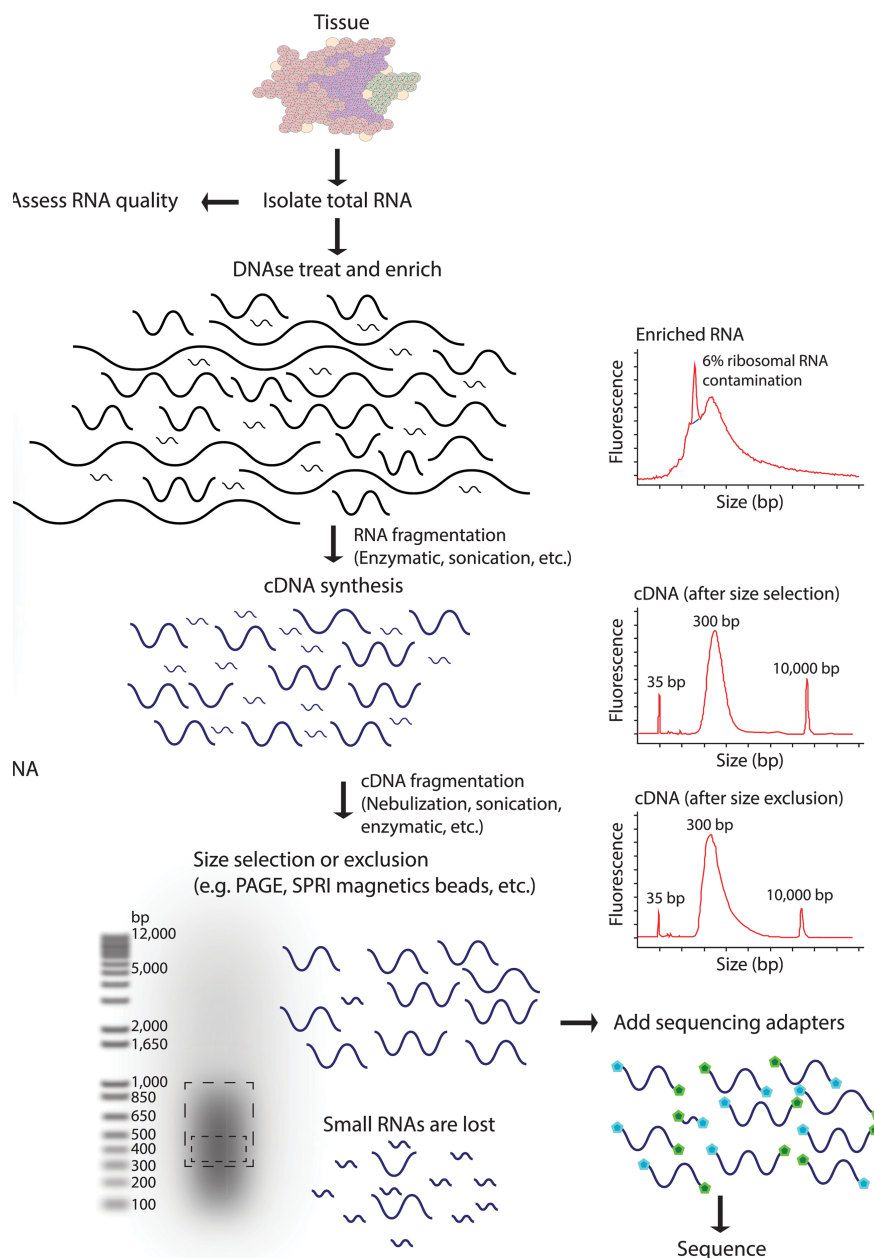 Tissue
Assess RNA quality
Isolate total RNA
DNAse treat and enrich
Enriched RNA
6% ribosomal RNA
contamination
Fluorescence
Size (bp)
RNA fragmentation
(Enzymatic, sonication, etc.)
cDNA synthesis
cDNA (after size selection)
300 bp
35 bp
10,000 bp
Fluorescence
Size (bp)
NA
cDNA fragmentation
(Nebulization, sonication,
enzymatic, etc.)
cDNA (after size exclusion)
300 bp
35 bp
10,000 bp
Fluorescence
Size (bp)
Size selection or exclusion
(e.g. PAGE, SPRI magnetics beads, etc.)
bp
12,000
5,000
2,000
1,650
1,000
850
650
500
400
300
200
100
Add sequencing adapters
Small RNAs are lost
Sequence